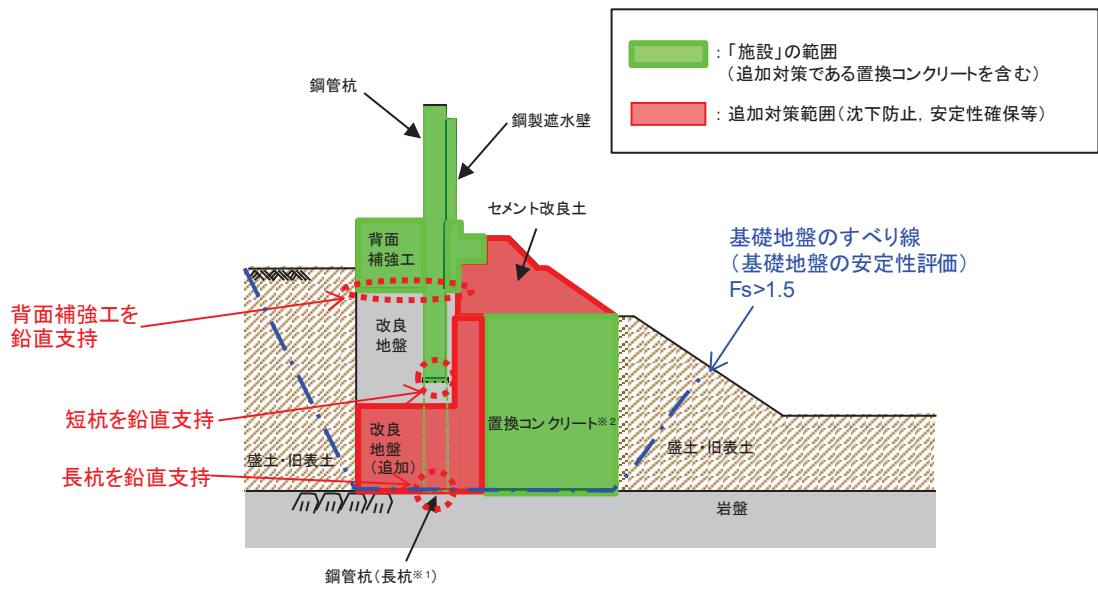 ：「施設」の範囲
（追加対策である置換コンクリートを含む）
：追加対策範囲（沈下防止，安定性確保等）
鋼管杭
鋼製遮水壁
セメント改良土
基礎地盤のすべり線
（基礎地盤の安定性評価）
Fs>1.5
背面
補強工
背面補強工を
鉛直支持
改良
地盤
短杭を鉛直支持
改良
地盤
（追加）
置換コンクリート※2
盛土・旧表土
盛土・旧表土
長杭を鉛直支持
岩盤
鋼管杭（長杭※1）